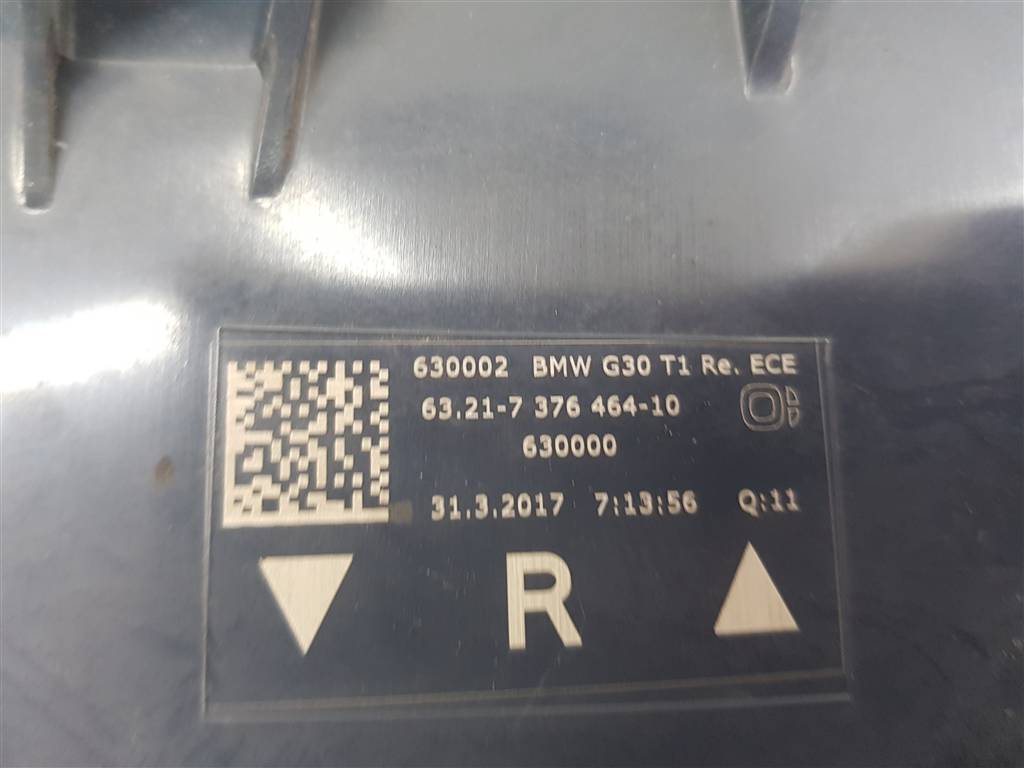 630002 BMW G30 T1 Re. ECE
63.21-7 376 464-10
630000
31.3.2017 7:13:56 Q:11
R